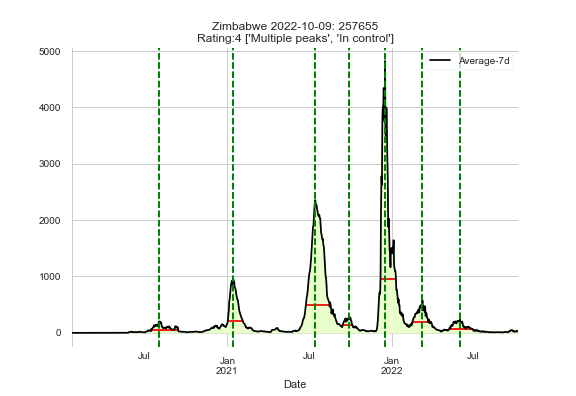 Zimbabwe 2022-10-09: 257655
Rating:4 ['Multiple peaks', 'In control']
Average-7d
5000
4000
3000
2000
1000
0
Jul
Jan
2021
Jul
Jan
2022
Jul
Date